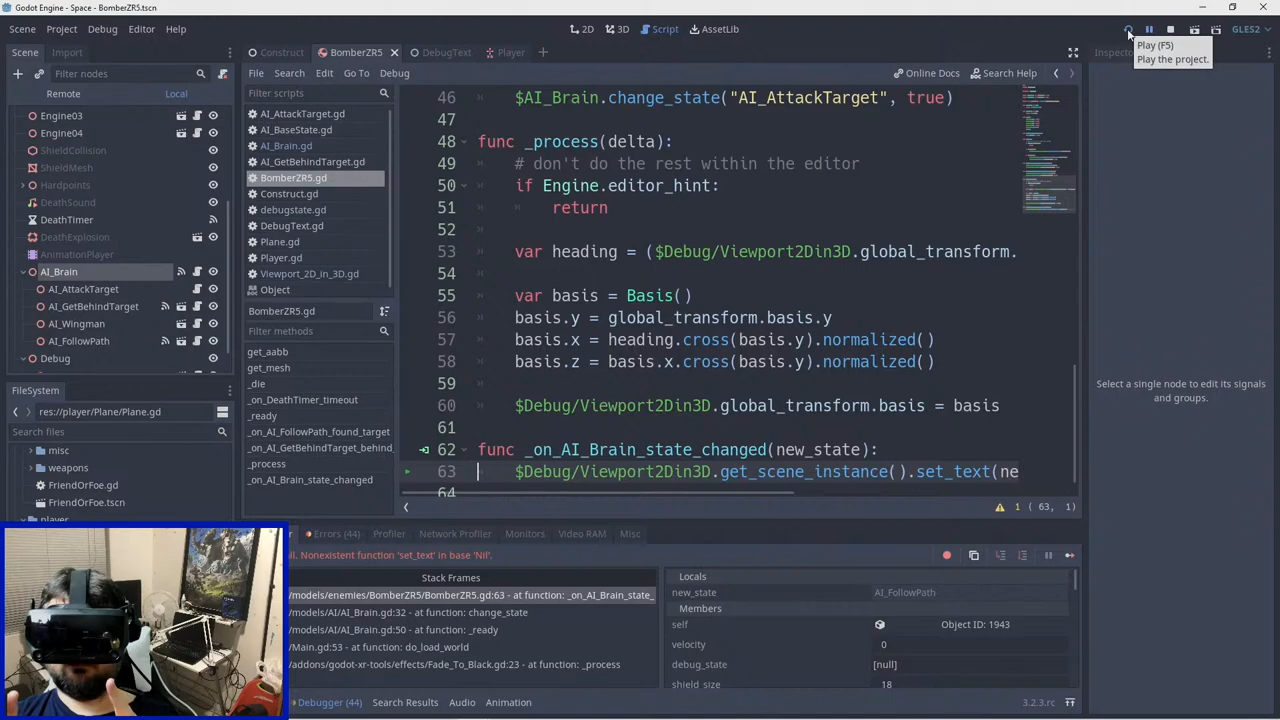 Godot Engine - Space - BomberZR5.tscn
Scene Project Debug Editor Help
2D 3D Script AssetLib
GLES2
Play (F5)
Play the project.
Scene Import
Filter nodes
Remote Local
Engine03
Engine04
ShieldCollision
ShieldMesh
Hardpoints
DeathSound
DeathTimer
DeathExplosion
AnimationPlayer
AI_Brain
AI_AttackTarget
AI_GetBehindTarget
AI_Wingman
AI_FollowPath
Debug
FileSystem
res://player/Plane/Plane.gd
Search files
misc
weapons
FriendOrFoe.gd
FriendOrFoe.tscn
player
Construct BomberZR5 DebugText Player
File Search Edit Go To Debug
Online Docs Search Help
Filter scripts
AI_AttackTarget.gd
AI_BaseState.gd
AI_Brain.gd
AI_GetBehindTarget.gd
BomberZR5.gd
Construct.gd
debugstate.gd
DebugText.gd
Plane.gd
Player.gd
Viewport_2D_in_3D.gd
Object
BomberZR5.gd
Filter methods
get_aabb
get_mesh
_die
_on_DeathTImer_timeout
_ready
_on_AI_FollowPath_found_target
_on_AI_GetBehindTarget_behind_
_process
_on_AI_Brain_state_changed
46 $AI_Brain.change_state("AI_AttackTarget", true)
47
48 func _process(delta):
49 # don't do the rest within the editor
50 if Engine.editor_hint:
51 return
52
53 var heading = ($Debug/Viewport2Din3D.global_transform.
54
55 var basis = Basis()
56 basis.y = global_transform.basis.y
57 basis.x = heading.cross(basis.y).normalized()
58 basis.z = basis.x.cross(basis.y).normalized()
59
60 $Debug/Viewport2Din3D.global_transform.basis = basis
61
62 func _on_AI_Brain_state_changed(new_state):
63 $Debug/Viewport2Din3D.get_scene_instance().set_text(ne
64
1 ( 63, 1)
Select a single node to edit its signals
and groups.
Errors (44) Profiler Network Profiler Monitors Video RAM Misc
ll. Nonexistent function 'set_text' in base 'Nil'.
Stack Frames
/models/enemies/BomberZR5/BomberZR5.gd:63 - at function: _on_AI_Brain_state_
/models/AI/AI_Brain.gd:32 - at function: change_state
/models/AI/AI_Brain.gd:50 - at function: _ready
/Main.gd:147 - at function: do_load_world
/addons/godot-xr-tools/effects/Fade_To_Black.gd:23 - at function: _process
Locals
new_state AI_FollowPath
Members
self Object ID: 1943
velocity 0
debug_state [null]
shield_size 18
Debugger (44) Search Results Audio Animation
3.2.3.rc